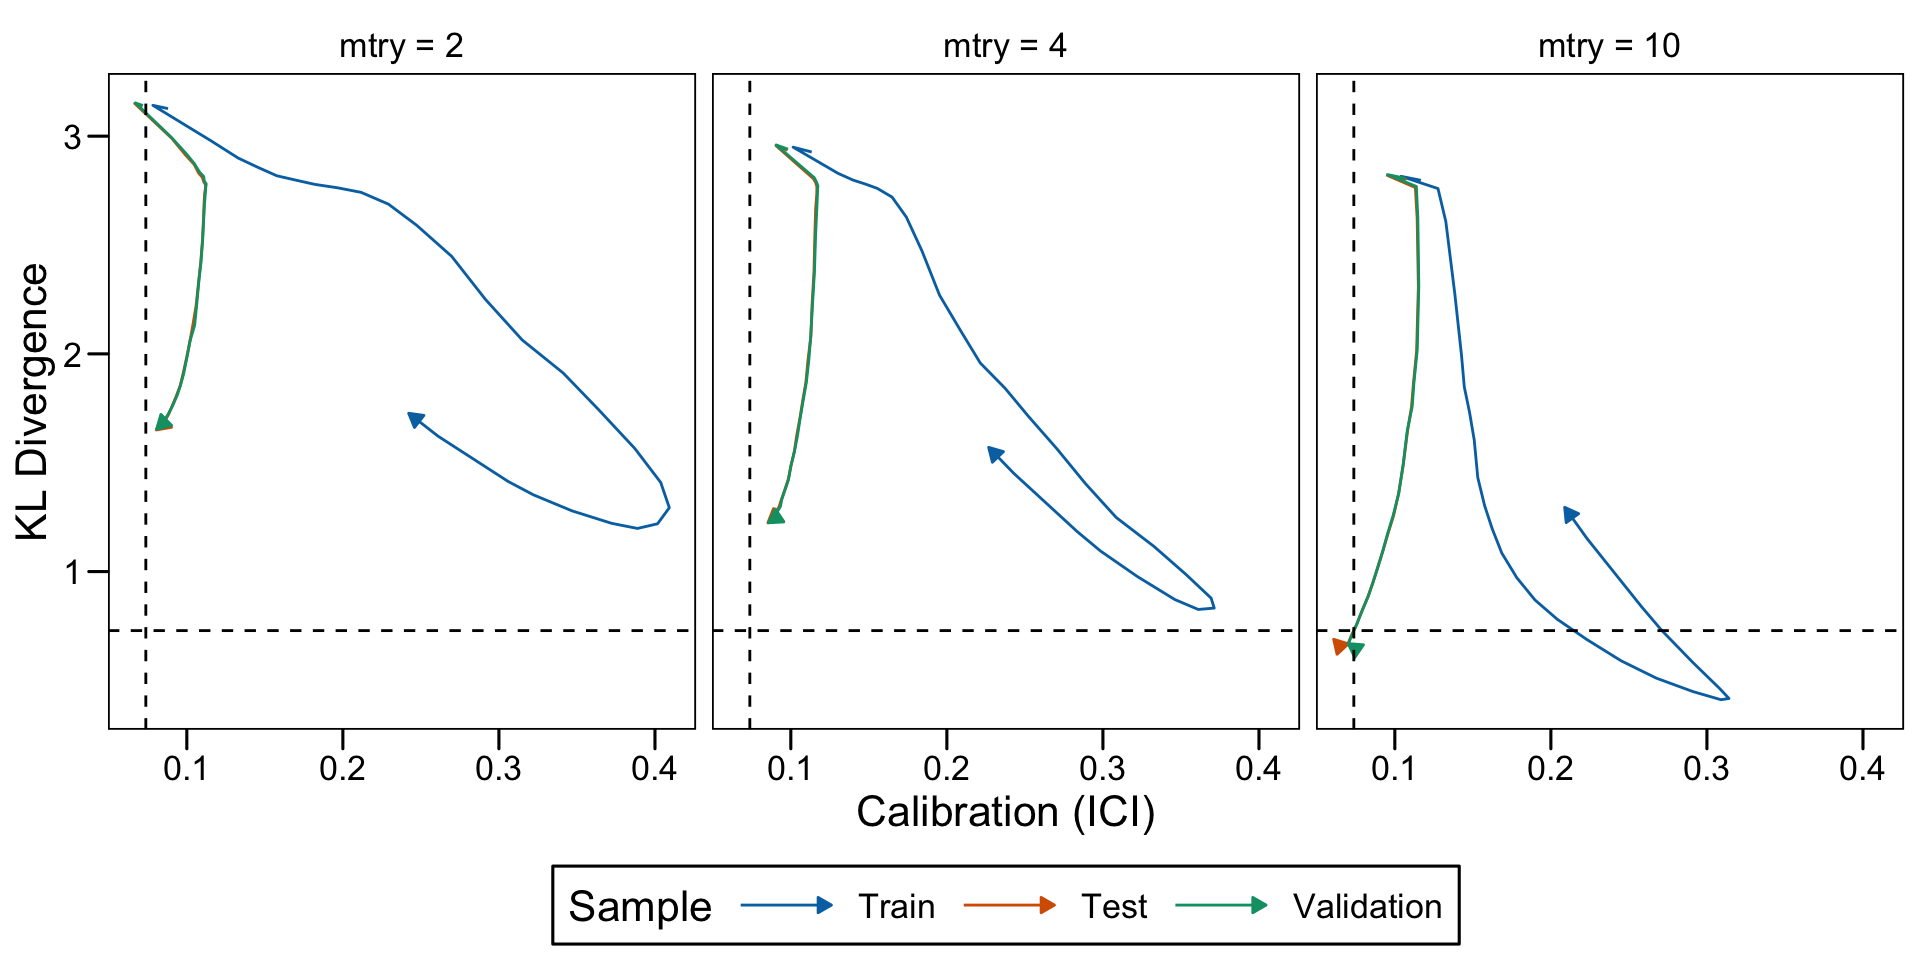 mtry = 2
mtry = 4
mtry = 10
KL Divergence
3
2
1
0.1 0.2 0.3 0.4
0.1 0.2 0.3 0.4
0.1 0.2 0.3 0.4
Calibration (ICI)
Sample Train Test Validation